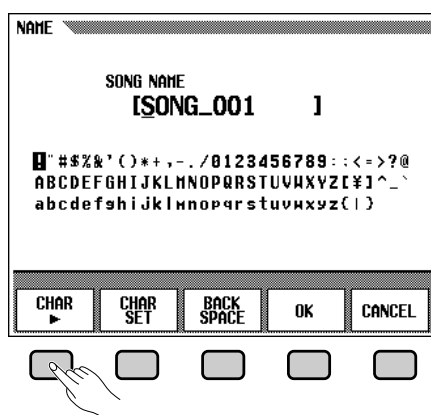 NAME
SONG NAME
[SONG_001 ]
!"#$%&'()*+,-./0123456789:;<=>?@
ABCDEFGHIJKLMNOPQRSTUVWXYZ[¥]^_`
abcdefghijklmnopqrstuvwxyz{|}
CHAR ▶
CHAR SET
BACK SPACE
OK
CANCEL